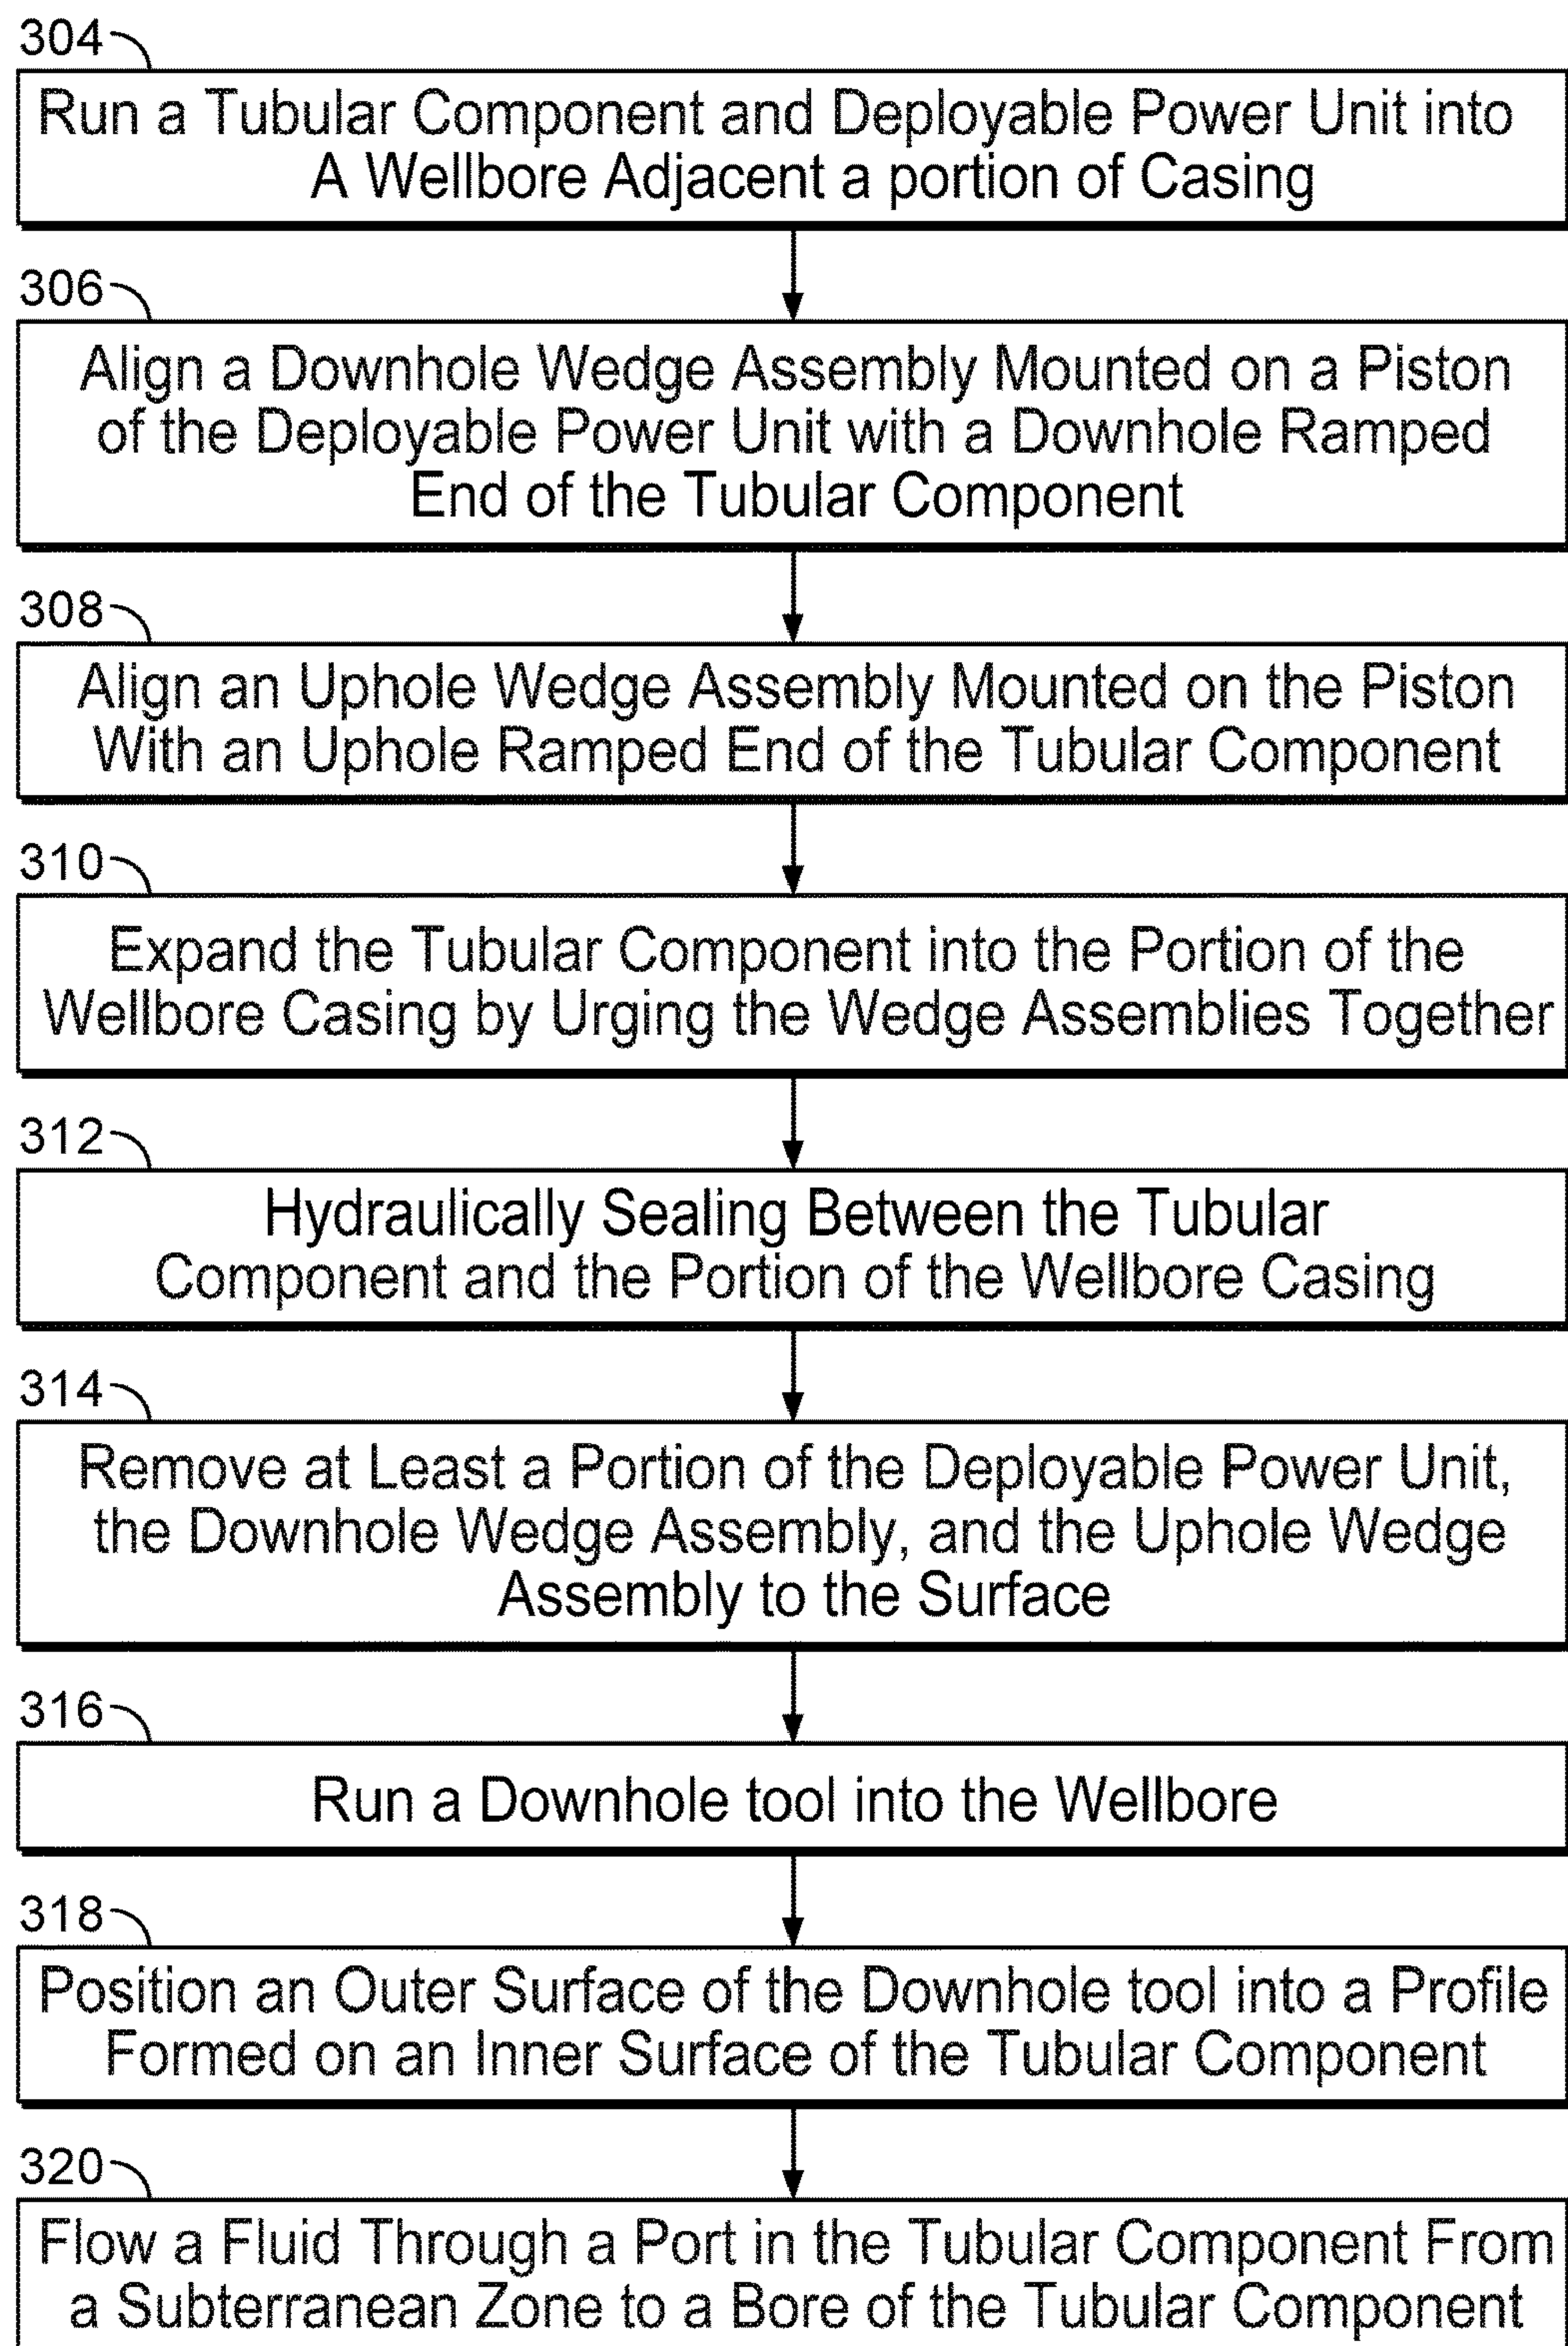 304
Run a Tubular Component and Deployable Power Unit into
A Wellbore Adjacent a portion of Casing
306
Align a Downhole Wedge Assembly Mounted on a Piston
of the Deployable Power Unit with a Downhole Ramped
End of the Tubular Component
308
Align an Uphole Wedge Assembly Mounted on the Piston
With an Uphole Ramped End of the Tubular Component
310
Expand the Tubular Component into the Portion of the
Wellbore Casing by Urging the Wedge Assemblies Together
312
Hydraulically Sealing Between the Tubular
Component and the Portion of the Wellbore Casing
314
Remove at Least a Portion of the Deployable Power Unit,
the Downhole Wedge Assembly, and the Uphole Wedge
Assembly to the Surface
316
Run a Downhole tool into the Wellbore
318
Position an Outer Surface of the Downhole tool into a Profile
Formed on an Inner Surface of the Tubular Component
320
Flow a Fluid Through a Port in the Tubular Component From
a Subterranean Zone to a Bore of the Tubular Component